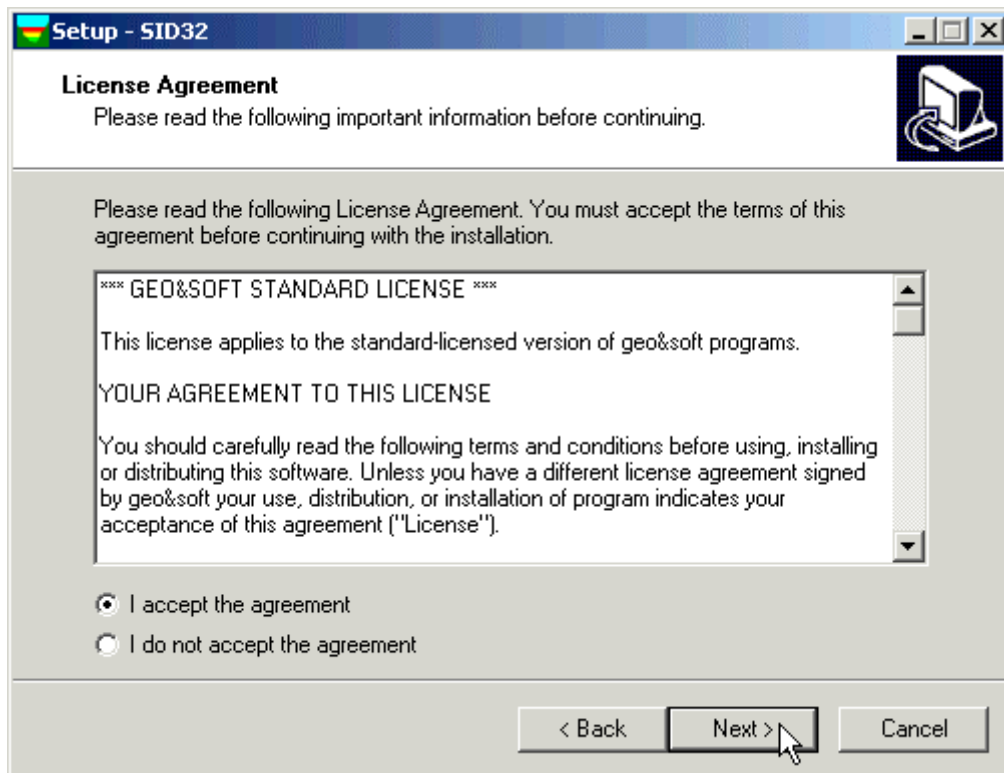 Setup - SID32
License Agreement
Please read the following important information before continuing.
Please read the following License Agreement. You must accept the terms of this
agreement before continuing with the installation.
*** GEO&SOFT STANDARD LICENSE ***
This license applies to the standard-licensed version of geo&soft programs.
YOUR AGREEMENT TO THIS LICENSE
You should carefully read the following terms and conditions before using, installing
or distributing this software. Unless you have a different license agreement signed
by geo&soft your use, distribution, or installation of program indicates your
acceptance of this agreement ("License").
I accept the agreement
I do not accept the agreement
< Back Next > Cancel